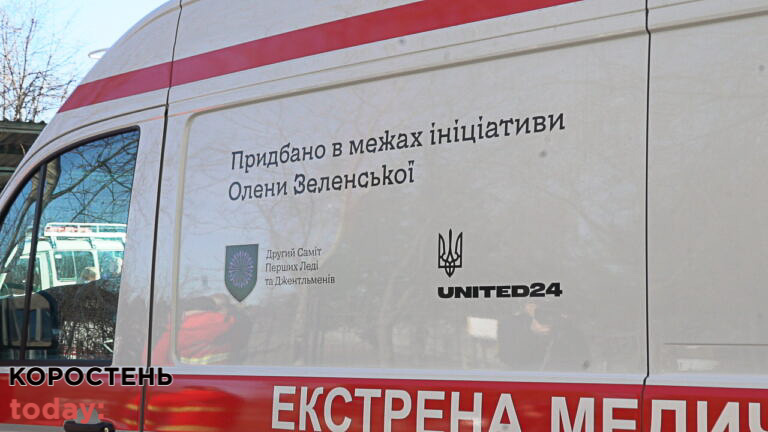 Придбано в межах ініціативи
Олени Зеленської
Другий Саміт
Перших Леді
та Джентльменів
UNITED24
КОРОСТЕНЬ
today:
ЕКСТРЕНА МЕДИЧ